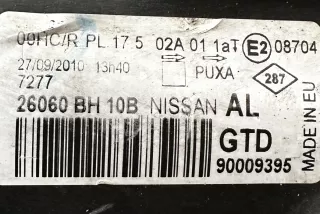 00HC/R PL 17.5 02A 01 1aT E2 08704
27/09/2010 13h40
PUXA
287
7277
26060 BH 10B NISSAN AL
GTD
90009395
MADE IN EU